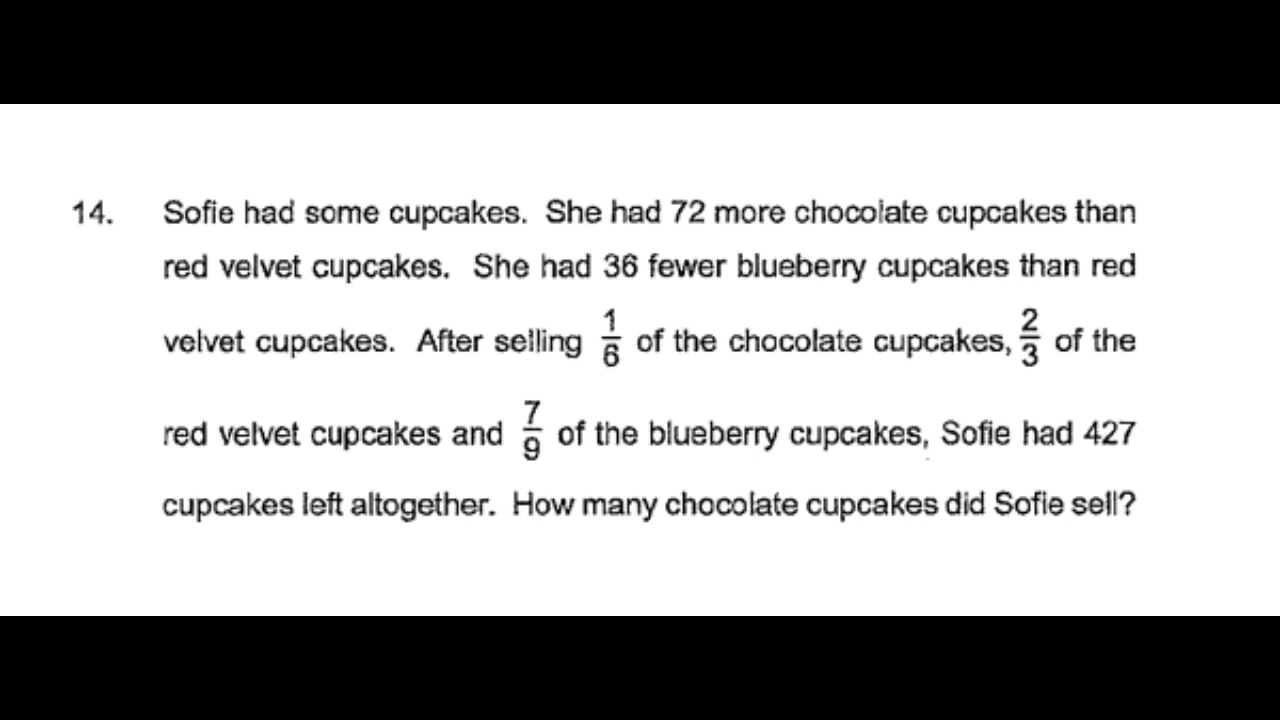 14. Sofie had some cupcakes. She had 72 more chocolate cupcakes than
red velvet cupcakes. She had 36 fewer blueberry cupcakes than red
velvet cupcakes. After selling 1/6 of the chocolate cupcakes, 2/3 of the
red velvet cupcakes and 7/9 of the blueberry cupcakes, Sofie had 427
cupcakes left altogether. How many chocolate cupcakes did Sofie sell?